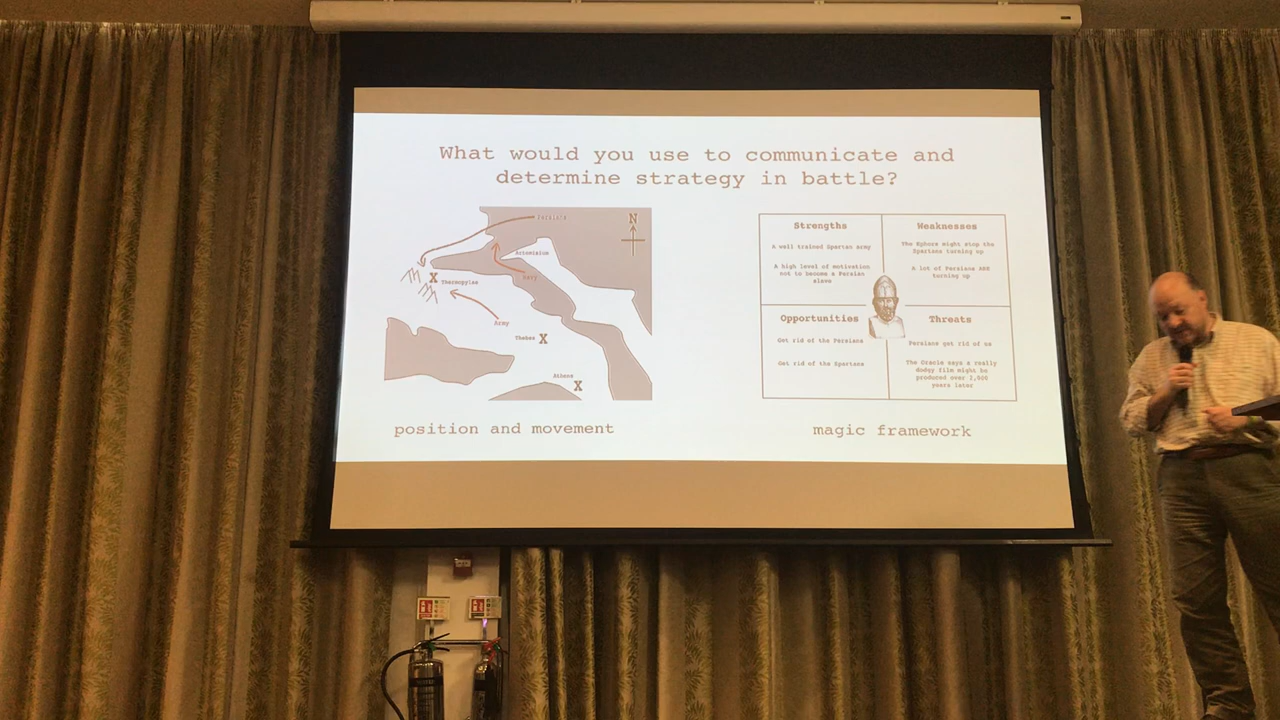 What would you use to communicate and
determine strategy in battle?
Persians
N
Artemision
Navy
X
Thermopylae
Army
Thebes X
Athens
X
position and movement
Strengths
A well trained Spartan army
A high level of motivation
not to become a Persian
slave
Weaknesses
The Ephors might stop the
Spartans turning up
A lot of Persians ARE
turning up
Opportunities
Get rid of the Persians
Get rid of the Spartans
Threats
Persians get rid of us
The Oracle says a really
dodgy film might be
produced over 2,000
years later
magic framework